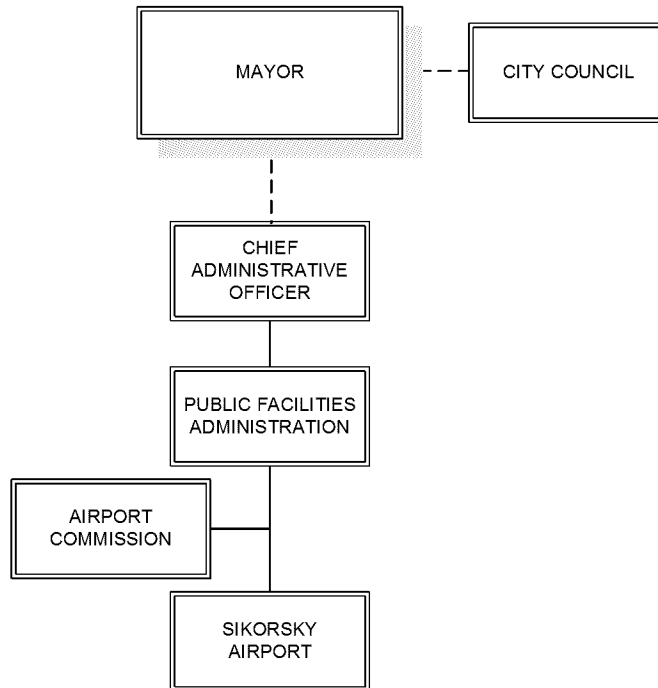 MAYOR
CITY COUNCIL
CHIEF
ADMINISTRATIVE
OFFICER
PUBLIC FACILITIES
ADMINISTRATION
AIRPORT
COMMISSION
SIKORSKY
AIRPORT